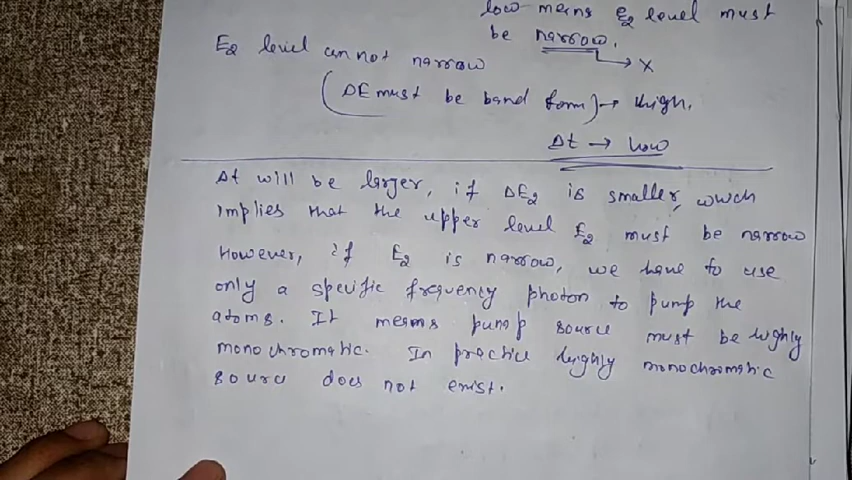 low means E2 level must
be narrow.
E2 level can not narrow → x
(ΔE must be band form) → high.
Δt → low
Δt will be larger, if ΔE2 is smaller, which
implies that the upper level E2 must be narrow
However, if E2 is narrow, we have to use
only a specific frequency photon to pump the
atoms. It means pump source must be highly
monochromatic. In practice highly monochromatic
source does not exist.